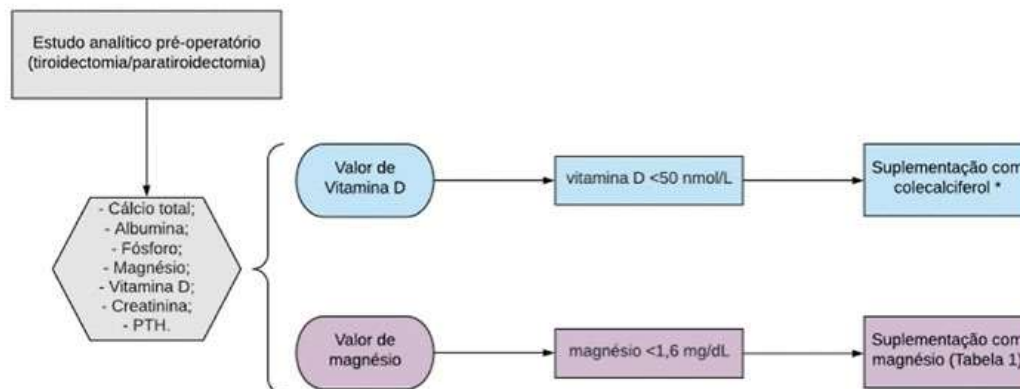 Estudo analítico pré-operatório
(tiroidectomia/paratiroidectomia)
- Cálcio total;
- Albumina;
- Fósforo;
- Magnésio;
- Vitamina D;
- Creatinina;
- PTH.
Valor de
Vitamina D
vitamina D <50 nmol/L
Suplementação com
colecalciferol *
Valor de
magnésio
magnésio <1,6 mg/dL
Suplementação com
magnésio (Tabela 1)